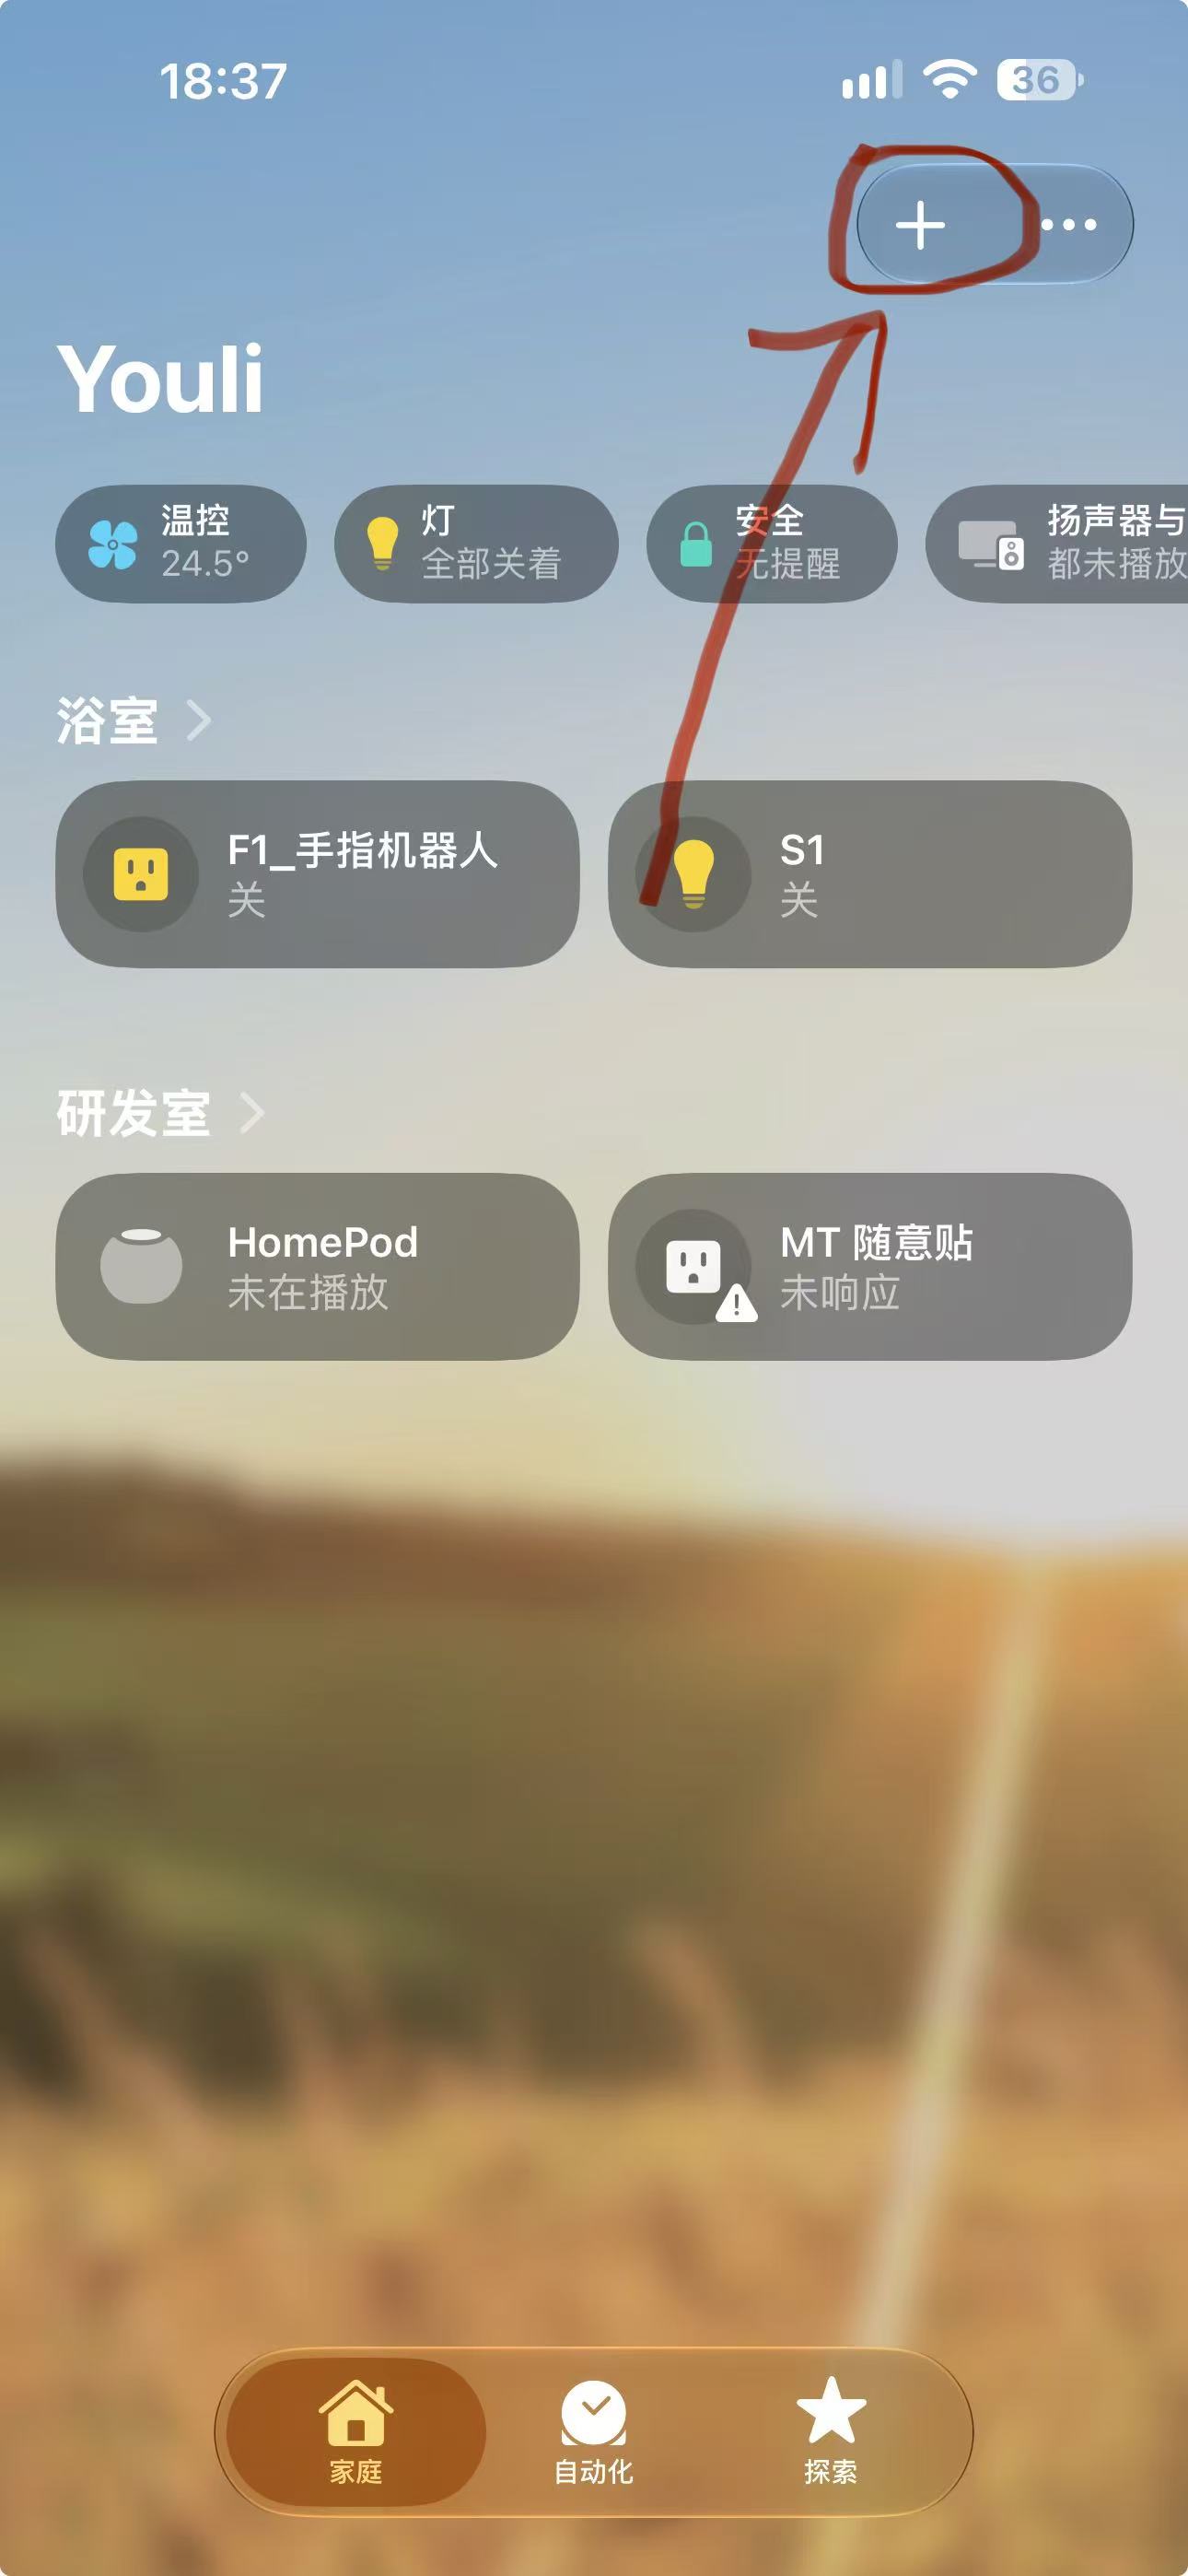 18:37
36
Youli
温控
24.5°
灯
全部关着
安全
无提醒
扬声器与
都未播放
浴室
F1_手指机器人
关
S1
关
研发室
HomePod
未在播放
MT 随意贴
未响应
家庭
自动化
探索